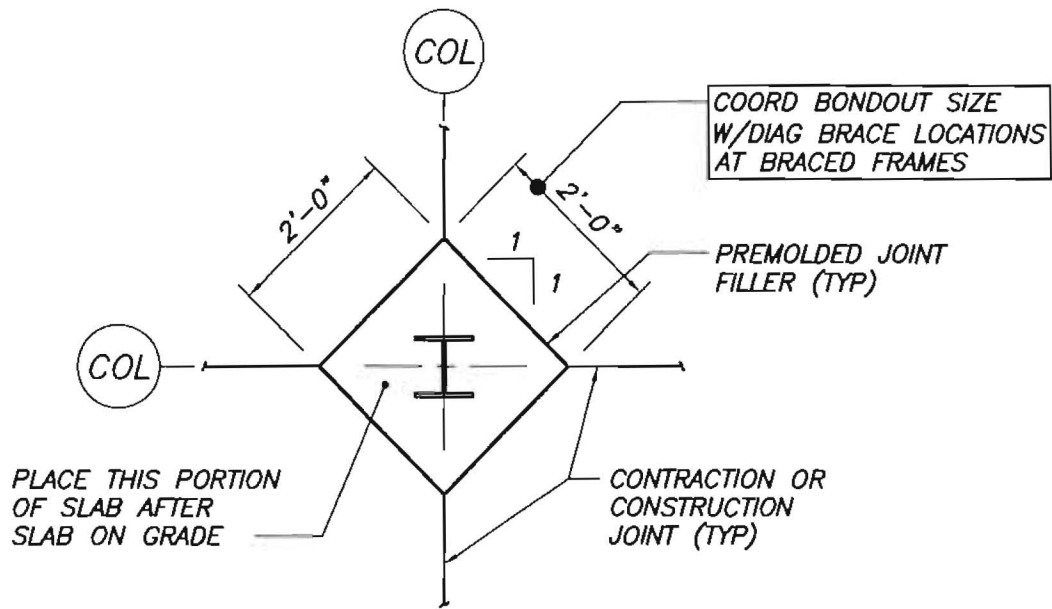 COL
COORD BONDOUT SIZE
W/DIAG BRACE LOCATIONS
AT BRACED FRAMES
2'-0"
2'-0"
1
1
PREMOLDED JOINT
FILLER (TYP)
COL
PLACE THIS PORTION
OF SLAB AFTER
SLAB ON GRADE
CONTRACTION OR
CONSTRUCTION
JOINT (TYP)